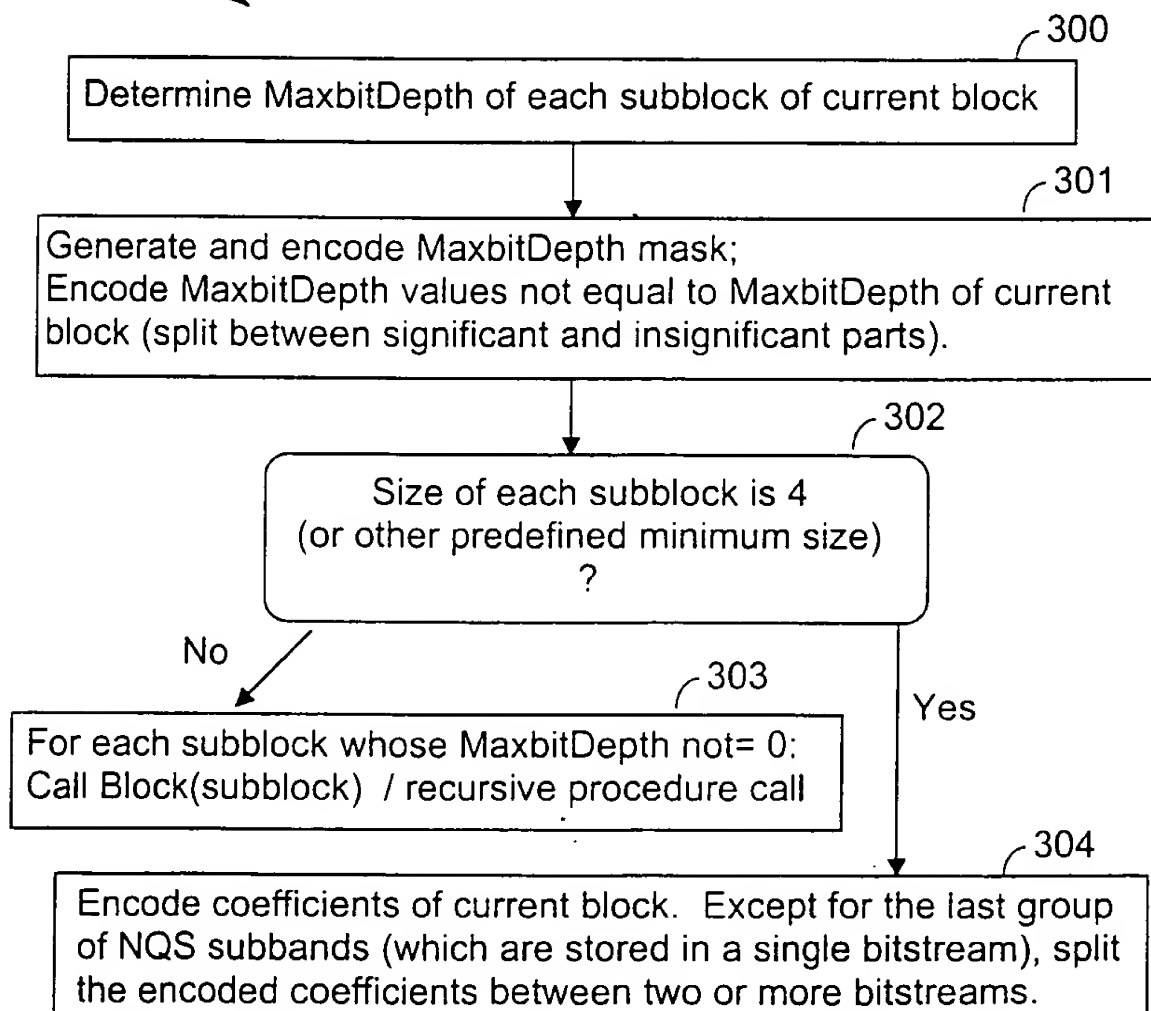 300
Determine MaxbitDepth of each subblock of current block
301
Generate and encode MaxbitDepth mask;
Encode MaxbitDepth values not equal to MaxbitDepth of current
block (split between significant and insignificant parts).
302
Size of each subblock is 4
(or other predefined minimum size)
?
No
Yes
303
For each subblock whose MaxbitDepth not= 0:
Call Block(subblock) / recursive procedure call
304
Encode coefficients of current block. Except for the last group
of NQS subbands (which are stored in a single bitstream), split
the encoded coefficients between two or more bitstreams.